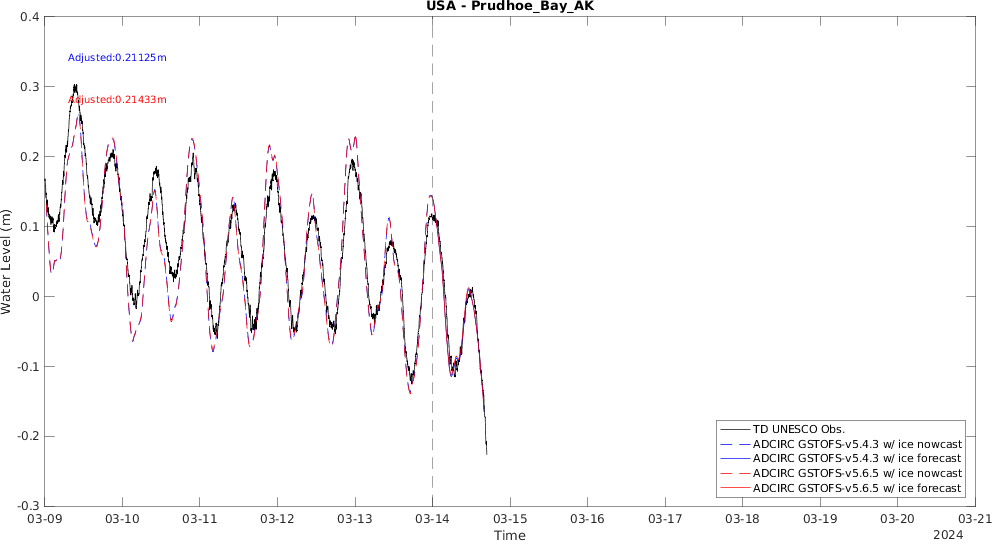 USA - Prudhoe_Bay_AK
0.4
Adjusted:0.21125m
0.3
Adjusted:0.21433m
0.2
0.1
Water Level (m)
0
-0.1
-0.2
-0.3
TD UNESCO Obs.
ADCIRC GSTOFS-v5.4.3 w/ ice nowcast
ADCIRC GSTOFS-v5.4.3 w/ ice forecast
ADCIRC GSTOFS-v5.6.5 w/ ice nowcast
ADCIRC GSTOFS-v5.6.5 w/ ice forecast
03-09 03-10 03-11 03-12 03-13 03-14 03-15 03-16 03-17 03-18 03-19 03-20 03-21
Time
2024